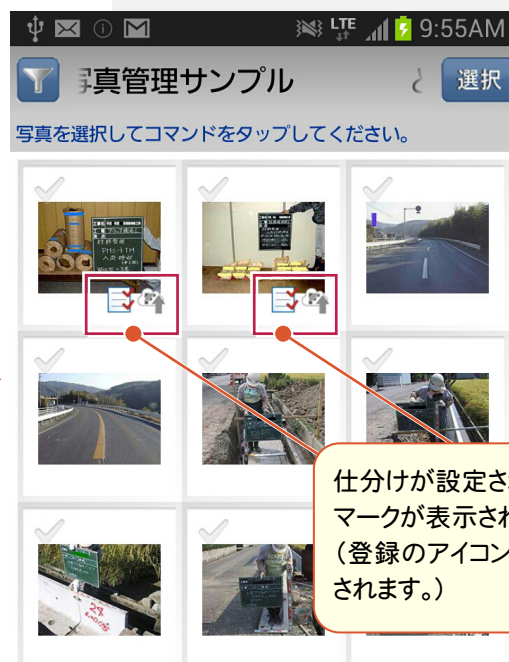 LTE 9:55AM
真管理サンプル 選択
写真を選択してコマンドをタップしてください。
仕分けが設定さ
マークが表示され
（登録のアイコン
されます。）